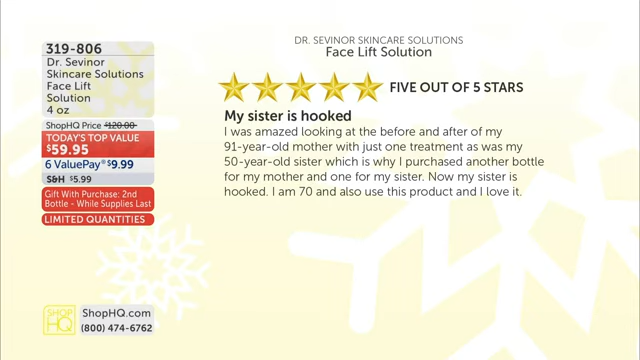 319-806
Dr. Sevinor
Skincare Solutions
Face Lift
Solution
4 oz
ShopHQ Price $120.00
TODAY'S TOP VALUE
$59.95
6 ValuePay® $9.99
S&H $5.99
Gift With Purchase: 2nd
Bottle - While Supplies Last
LIMITED QUANTITIES
DR. SEVINOR SKINCARE SOLUTIONS
Face Lift Solution
FIVE OUT OF 5 STARS
My sister is hooked
I was amazed looking at the before and after of my
91-year-old mother with just one treatment as was my
50-year-old sister which is why I purchased another bottle
for my mother and one for my sister. Now my sister is
hooked. I am 70 and also use this product and I love it.
SHOP
HQ
ShopHQ.com
(800) 474-6762